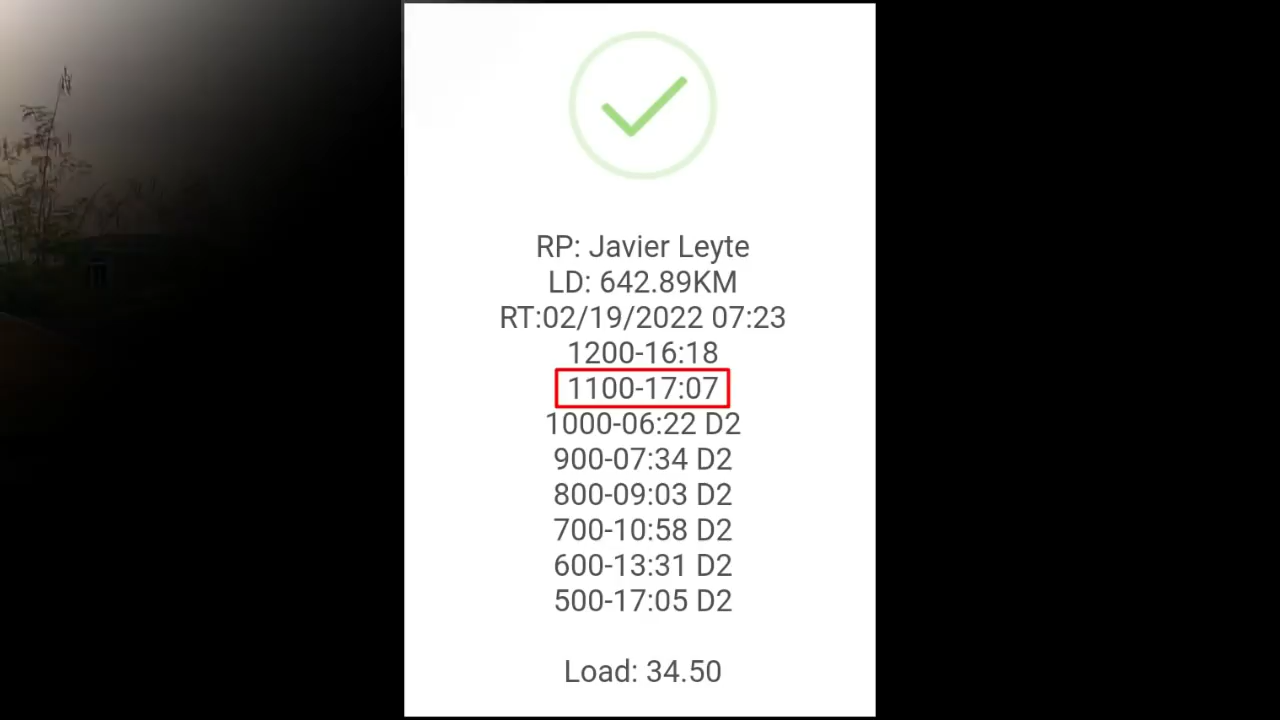 RP: Javier Leyte
LD: 642.89KM
RT:02/19/2022 07:23
1200-16:18
1100-17:07
1000-06:22 D2
900-07:34 D2
800-09:03 D2
700-10:58 D2
600-13:31 D2
500-17:05 D2
Load: 34.50